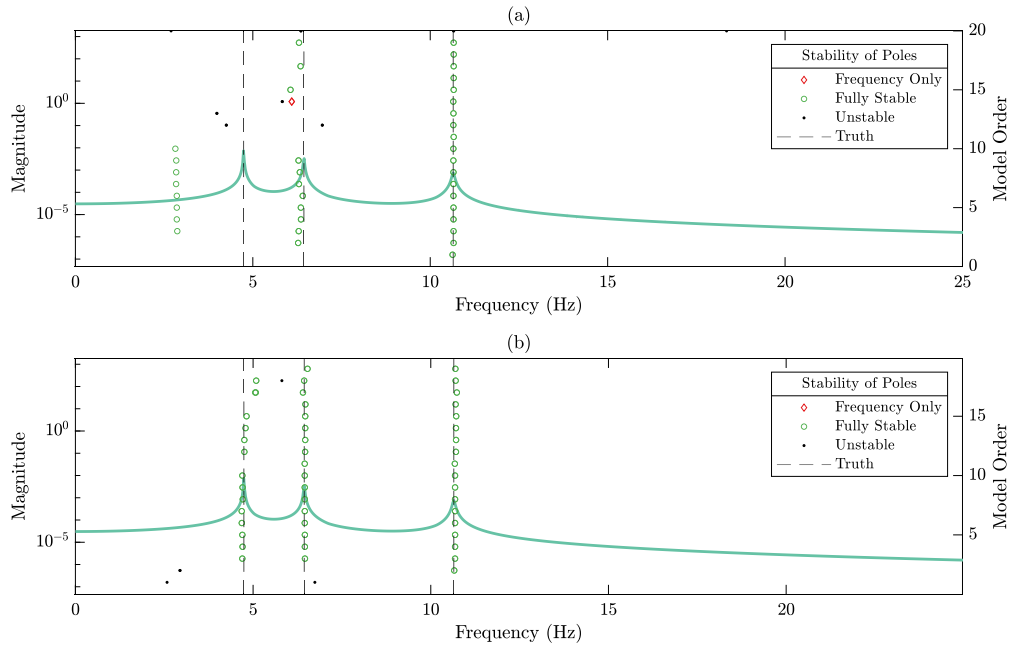 (a)
20
Stability of Poles
Frequency Only
Fully Stable
Unstable
Truth
15
10
5
0
Model Order
Magnitude
10^0
10^-5
0 5 10 15 20 25
Frequency (Hz)
(b)
Stability of Poles
Frequency Only
Fully Stable
Unstable
Truth
15
10
5
Model Order
Magnitude
10^0
10^-5
0 5 10 15 20
Frequency (Hz)